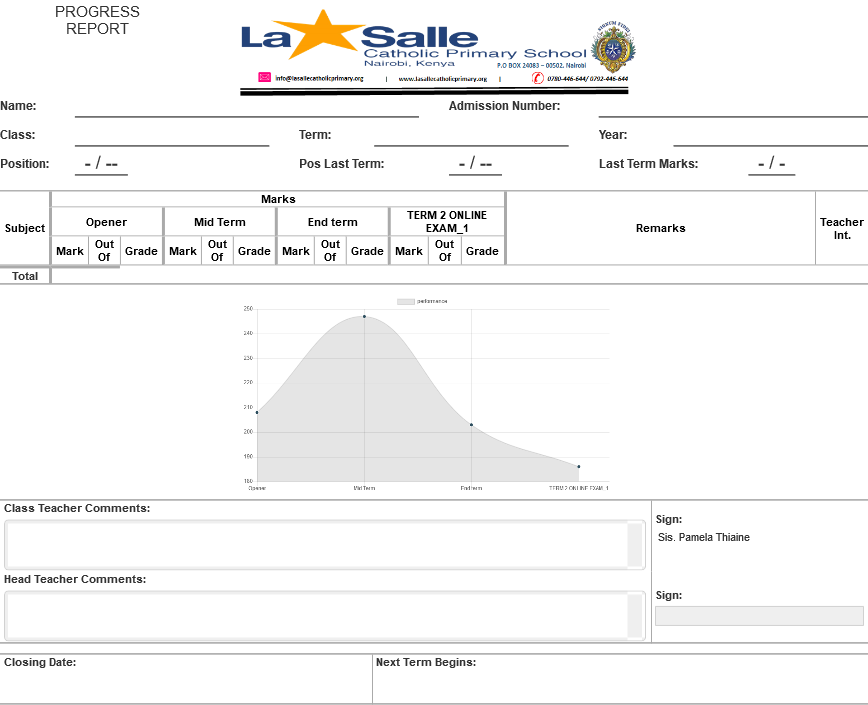 PROGRESS
REPORT
La Salle
Catholic Primary School
Nairobi, Kenya
P.O BOX 24083 – 00502, Nairobi
info@lasallecatholicprimary.org | www.lasallecatholicprimary.org | 0780-446-644/ 0792-446-644
Name: Admission Number:
Class: Term: Year:
Position: - / -- Pos Last Term: - / -- Last Term Marks: - / -
Marks
Subject Opener Mid Term End term TERM 2 ONLINE EXAM_1 Remarks Teacher Int.
Mark Out Of Grade Mark Out Of Grade Mark Out Of Grade Mark Out Of Grade
Total
performance
250
240
230
220
210
200
190
180
Opener Mid Term End term TERM 2 ONLINE EXAM_1
Class Teacher Comments:
Sign:
Sis. Pamela Thiaine
Head Teacher Comments:
Sign:
Closing Date: Next Term Begins: